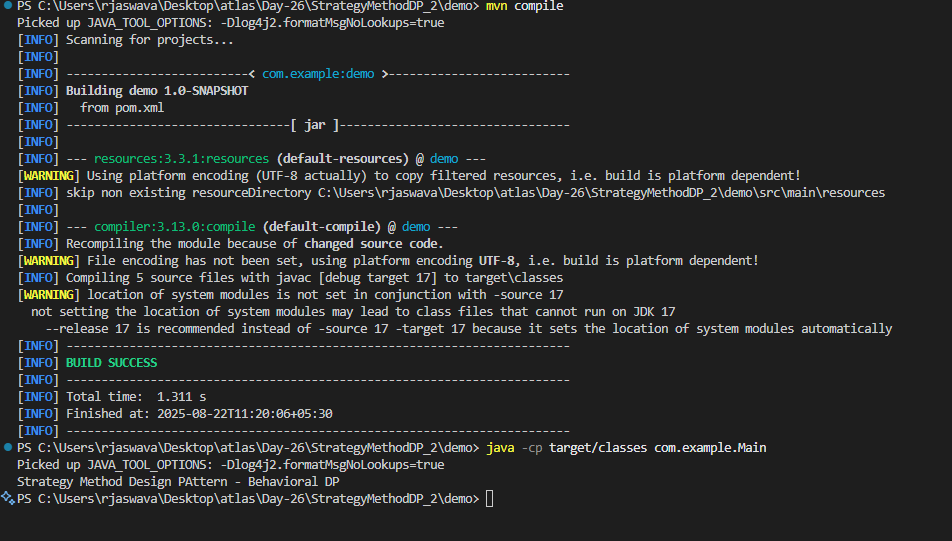 PS C:\Users\rjaswava\Desktop\atlas\Day-26\StrategyMethodDP_2\demo> mvn compile
Picked up JAVA_TOOL_OPTIONS: -Dlog4j2.formatMsgNoLookups=true
[INFO] Scanning for projects...
[INFO]
[INFO] --------------------------< com.example:demo >--------------------------
[INFO] Building demo 1.0-SNAPSHOT
[INFO]   from pom.xml
[INFO] --------------------------------[ jar ]---------------------------------
[INFO]
[INFO] --- resources:3.3.1:resources (default-resources) @ demo ---
[WARNING] Using platform encoding (UTF-8 actually) to copy filtered resources, i.e. build is platform dependent!
[INFO] skip non existing resourceDirectory C:\Users\rjaswava\Desktop\atlas\Day-26\StrategyMethodDP_2\demo\src\main\resources
[INFO]
[INFO] --- compiler:3.13.0:compile (default-compile) @ demo ---
[INFO] Recompiling the module because of changed source code.
[WARNING] File encoding has not been set, using platform encoding UTF-8, i.e. build is platform dependent!
[INFO] Compiling 5 source files with javac [debug target 17] to target\classes
[WARNING] location of system modules is not set in conjunction with -source 17
  not setting the location of system modules may lead to class files that cannot run on JDK 17
    --release 17 is recommended instead of -source 17 -target 17 because it sets the location of system modules automatically
[INFO] ------------------------------------------------------------------------
[INFO] BUILD SUCCESS
[INFO] ------------------------------------------------------------------------
[INFO] Total time:  1.311 s
[INFO] Finished at: 2025-08-22T11:20:06+05:30
[INFO] ------------------------------------------------------------------------
PS C:\Users\rjaswava\Desktop\atlas\Day-26\StrategyMethodDP_2\demo> java -cp target/classes com.example.Main
Picked up JAVA_TOOL_OPTIONS: -Dlog4j2.formatMsgNoLookups=true
Strategy Method Design PAttern - Behavioral DP
PS C:\Users\rjaswava\Desktop\atlas\Day-26\StrategyMethodDP_2\demo>